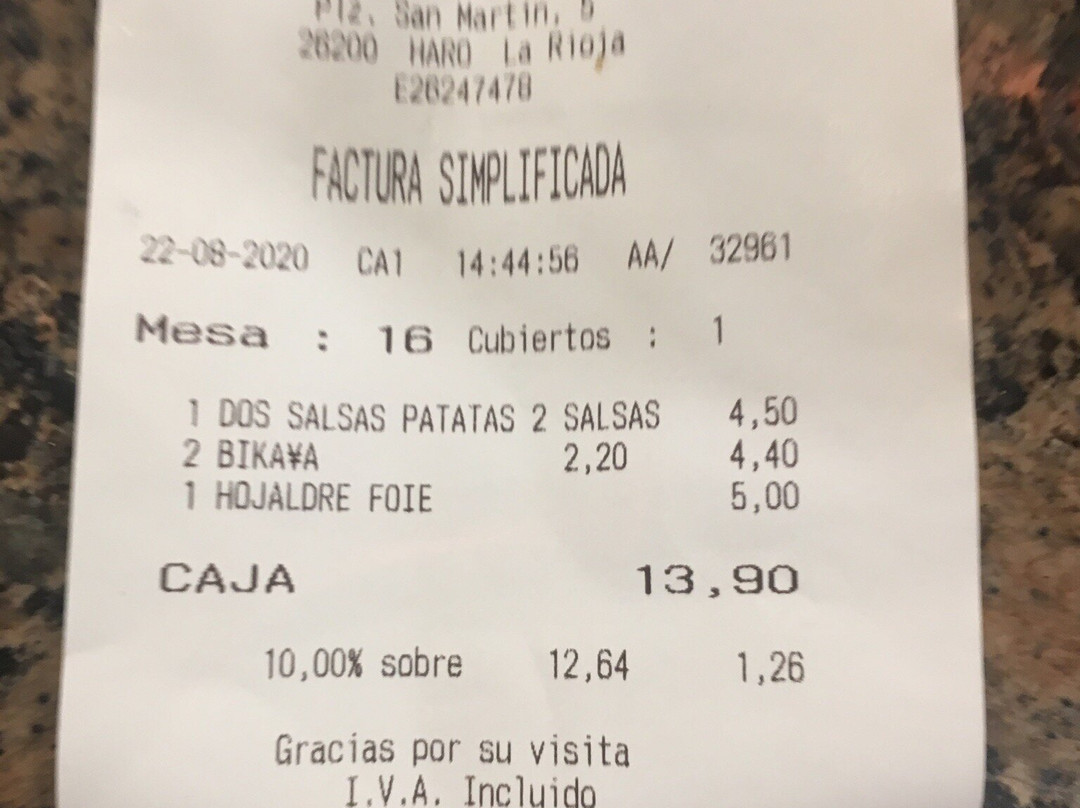 Plz. San Martin, 5
26200 HARO La Rioja
E26247478
FACTURA SIMPLIFICADA
22-08-2020 CA1 14:44:56 AA/ 32961
Mesa : 16 Cubiertos : 1
1 DOS SALSAS PATATAS 2 SALSAS 4,50
2 BIKA¥A 2,20 4,40
1 HOJALDRE FOIE 5,00
CAJA 13,90
10,00% sobre 12,64 1,26
Gracias por su visita
I.V.A. Incluido